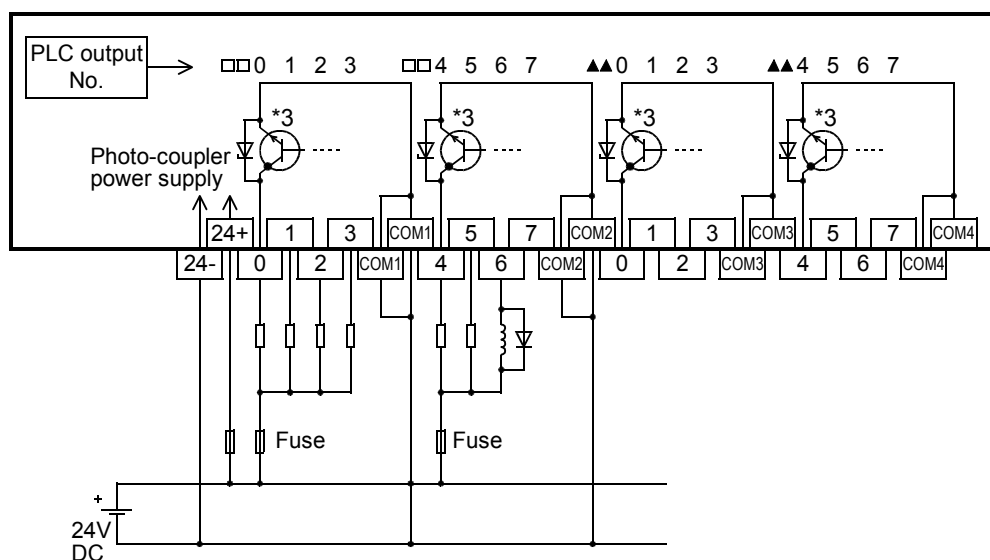 PLC output
No.
□□0 1 2 3 □□4 5 6 7 ▲▲0 1 2 3 ▲▲4 5 6 7
*3 *3 *3 *3
Photo-coupler
power supply
24+ 1 3 COM1 5 7 COM2 1 3 COM3 5 7 COM4
24- 0 2 COM1 4 6 COM2 0 2 COM3 4 6 COM4
Fuse Fuse
+
24V
DC